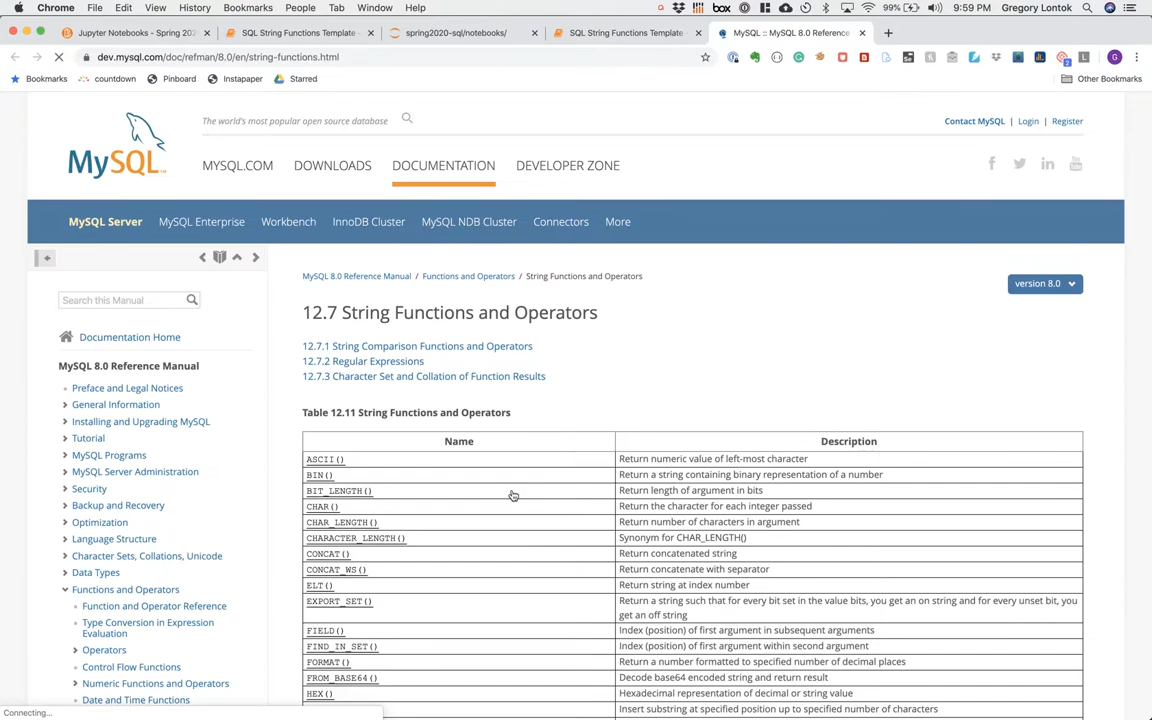 Chrome File Edit View History Bookmarks People Tab Window Help box 99% 9:59 PM Gregory Lontok
Jupyter Notebooks - Spring 202 SQL String Functions Template - spring2020-sql/notebooks/ SQL String Functions Template - MySQL :: MySQL 8.0 Reference
dev.mysql.com/doc/refman/8.0/en/string-functions.html
Bookmarks countdown Pinboard Instapaper Starred Other Bookmarks
MySQL
The world's most popular open source database
Contact MySQL | Login | Register
MYSQL.COM DOWNLOADS DOCUMENTATION DEVELOPER ZONE
MySQL Server MySQL Enterprise Workbench InnoDB Cluster MySQL NDB Cluster Connectors More
Search this Manual
Documentation Home
MySQL 8.0 Reference Manual
Preface and Legal Notices
General Information
Installing and Upgrading MySQL
Tutorial
MySQL Programs
MySQL Server Administration
Security
Backup and Recovery
Optimization
Language Structure
Character Sets, Collations, Unicode
Data Types
Functions and Operators
Function and Operator Reference
Type Conversion in Expression
Evaluation
Operators
Control Flow Functions
Numeric Functions and Operators
Date and Time Functions
MySQL 8.0 Reference Manual / Functions and Operators / String Functions and Operators
version 8.0
12.7 String Functions and Operators
12.7.1 String Comparison Functions and Operators
12.7.2 Regular Expressions
12.7.3 Character Set and Collation of Function Results
Table 12.11 String Functions and Operators
Name Description
ASCII() Return numeric value of left-most character
BIN() Return a string containing binary representation of a number
BIT_LENGTH() Return length of argument in bits
CHAR() Return the character for each integer passed
CHAR_LENGTH() Return number of characters in argument
CHARACTER_LENGTH() Synonym for CHAR_LENGTH()
CONCAT() Return concatenated string
CONCAT_WS() Return concatenate with separator
ELT() Return string at index number
EXPORT_SET() Return a string such that for every bit set in the value bits, you get an on string and for every unset bit, you
get an off string
FIELD() Index (position) of first argument in subsequent arguments
FIND_IN_SET() Index (position) of first argument within second argument
FORMAT() Return a number formatted to specified number of decimal places
FROM_BASE64() Decode base64 encoded string and return result
HEX() Hexadecimal representation of decimal or string value
Insert substring at specified position up to specified number of characters
Connecting...